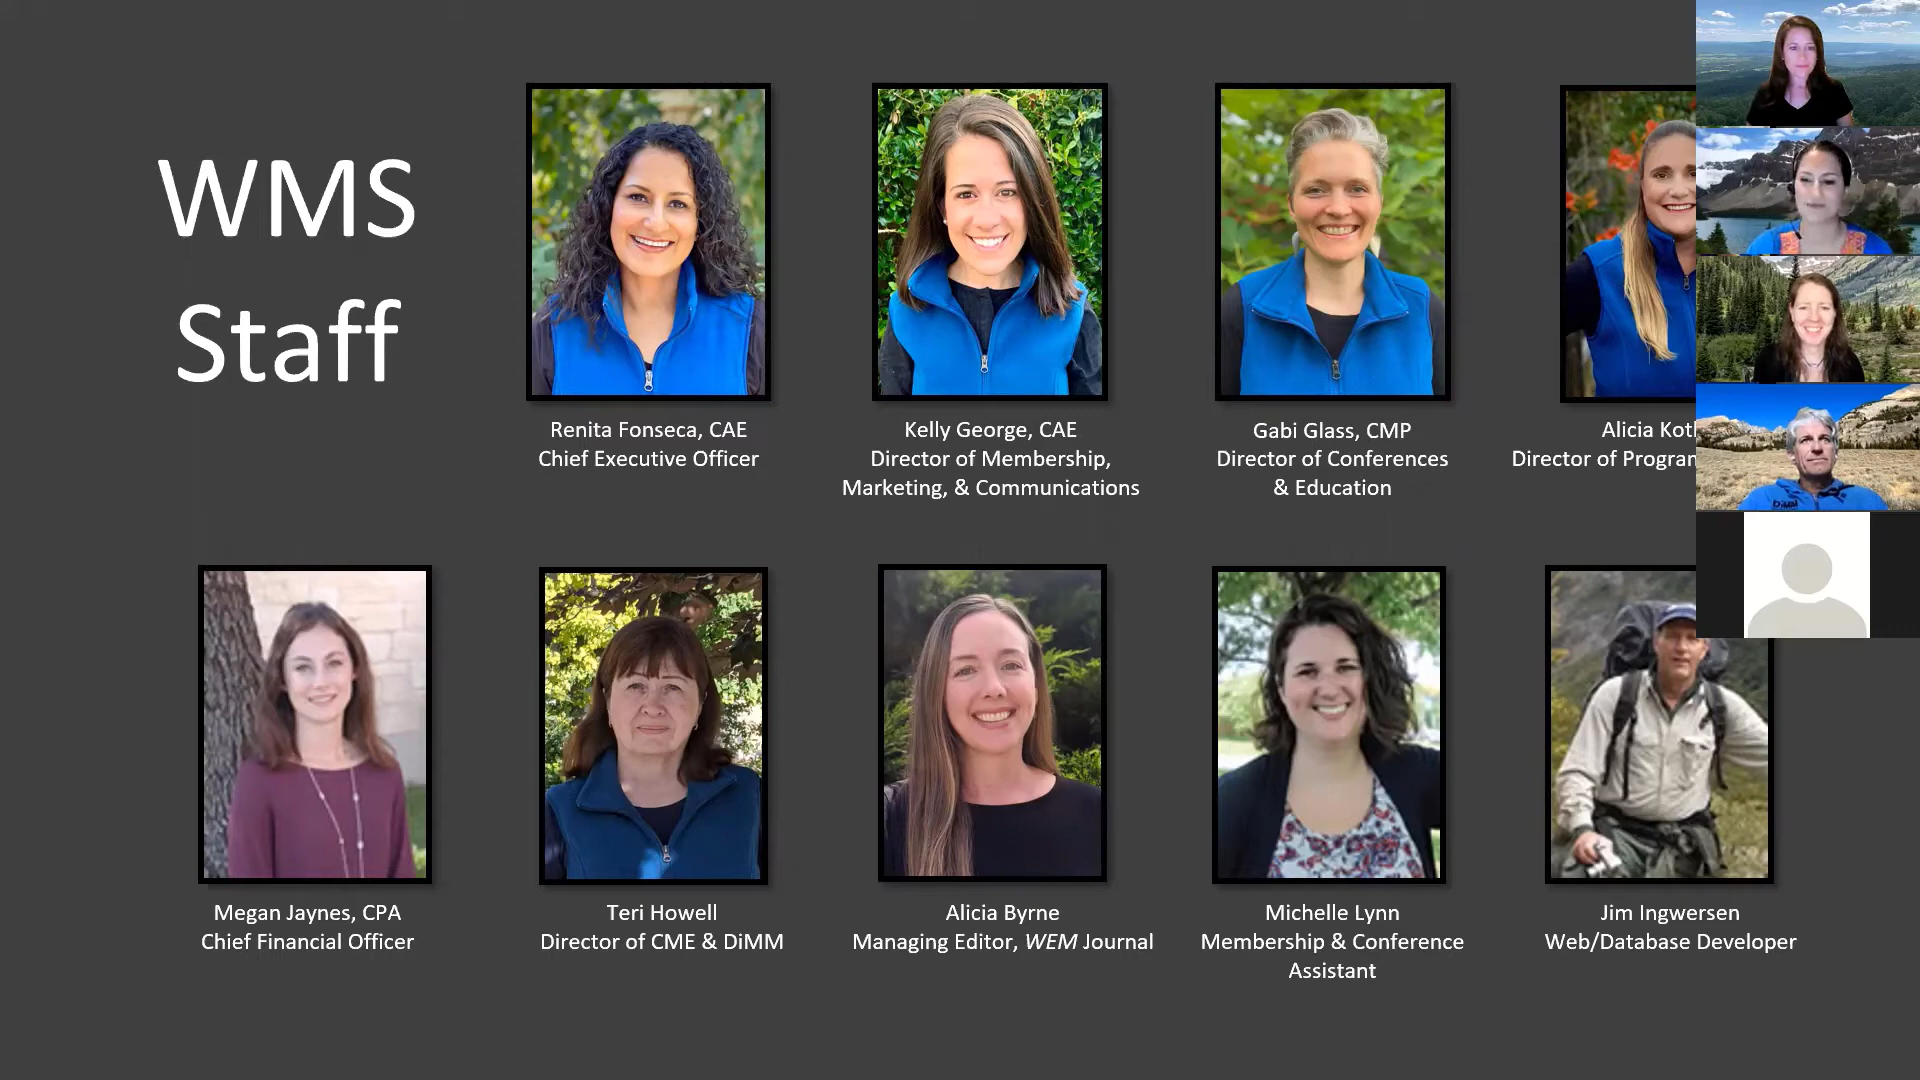 WMS
Staff
Renita Fonseca, CAE
Chief Executive Officer
Kelly George, CAE
Director of Membership,
Marketing, & Communications
Gabi Glass, CMP
Director of Conferences
& Education
Alicia
Director of
Megan Jaynes, CPA
Chief Financial Officer
Teri Howell
Director of CME & DiMM
Alicia Byrne
Managing Editor, WEM Journal
Michelle Lynn
Membership & Conference
Assistant
Jim Ingwersen
Web/Database Developer